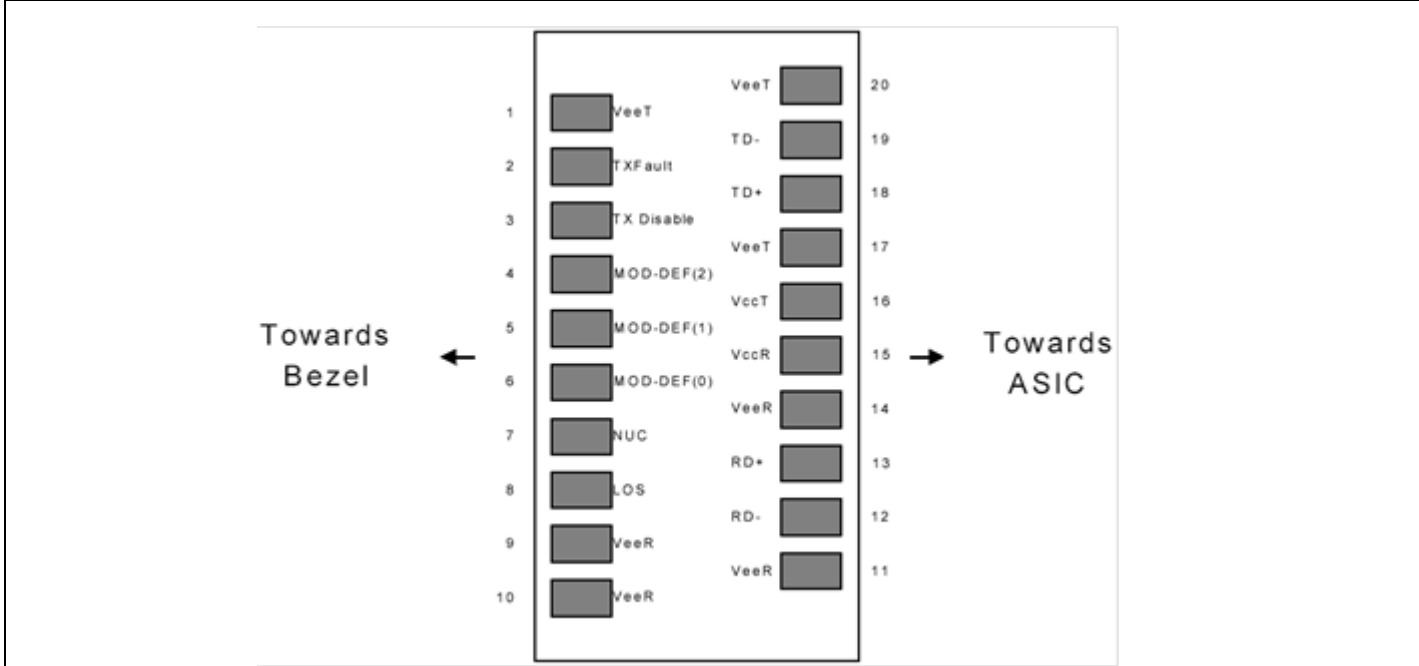 VeeT 20
1 VeeT
TD- 19
2 TXFault
TD+ 18
3 TX Disable
VeeT 17
4 MOD-DEF(2)
VccT 16
5 MOD-DEF(1)
Towards
Bezel
VccR 15
Towards
ASIC
6 MOD-DEF(0)
VeeR 14
7 NUC
RD+ 13
8 LOS
RD- 12
9 VeeR
VeeR 11
10 VeeR